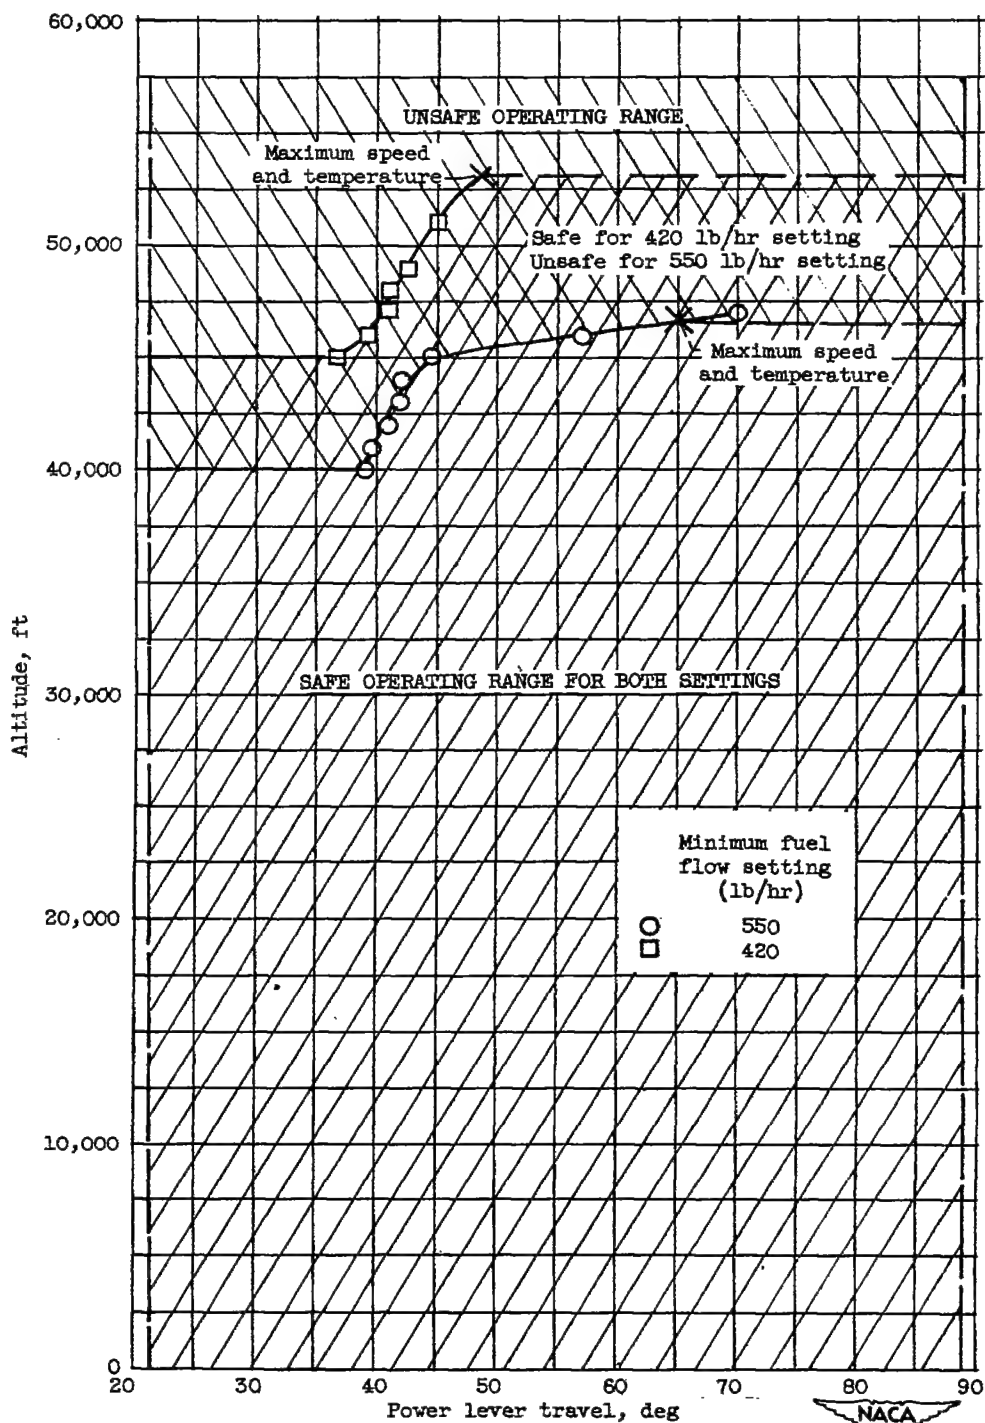 60,000
UNSAFE OPERATING RANGE
Maximum speed
and temperature
50,000
Safe for 420 lb/hr setting
Unsafe for 550 lb/hr setting
Maximum speed
and temperature
40,000
Altitude, ft
30,000
SAFE OPERATING RANGE FOR BOTH SETTINGS
Minimum fuel
flow setting
(lb/hr)
550
420
20,000
10,000
0
20 30 40 50 60 70 80 90
Power lever travel, deg
NACA